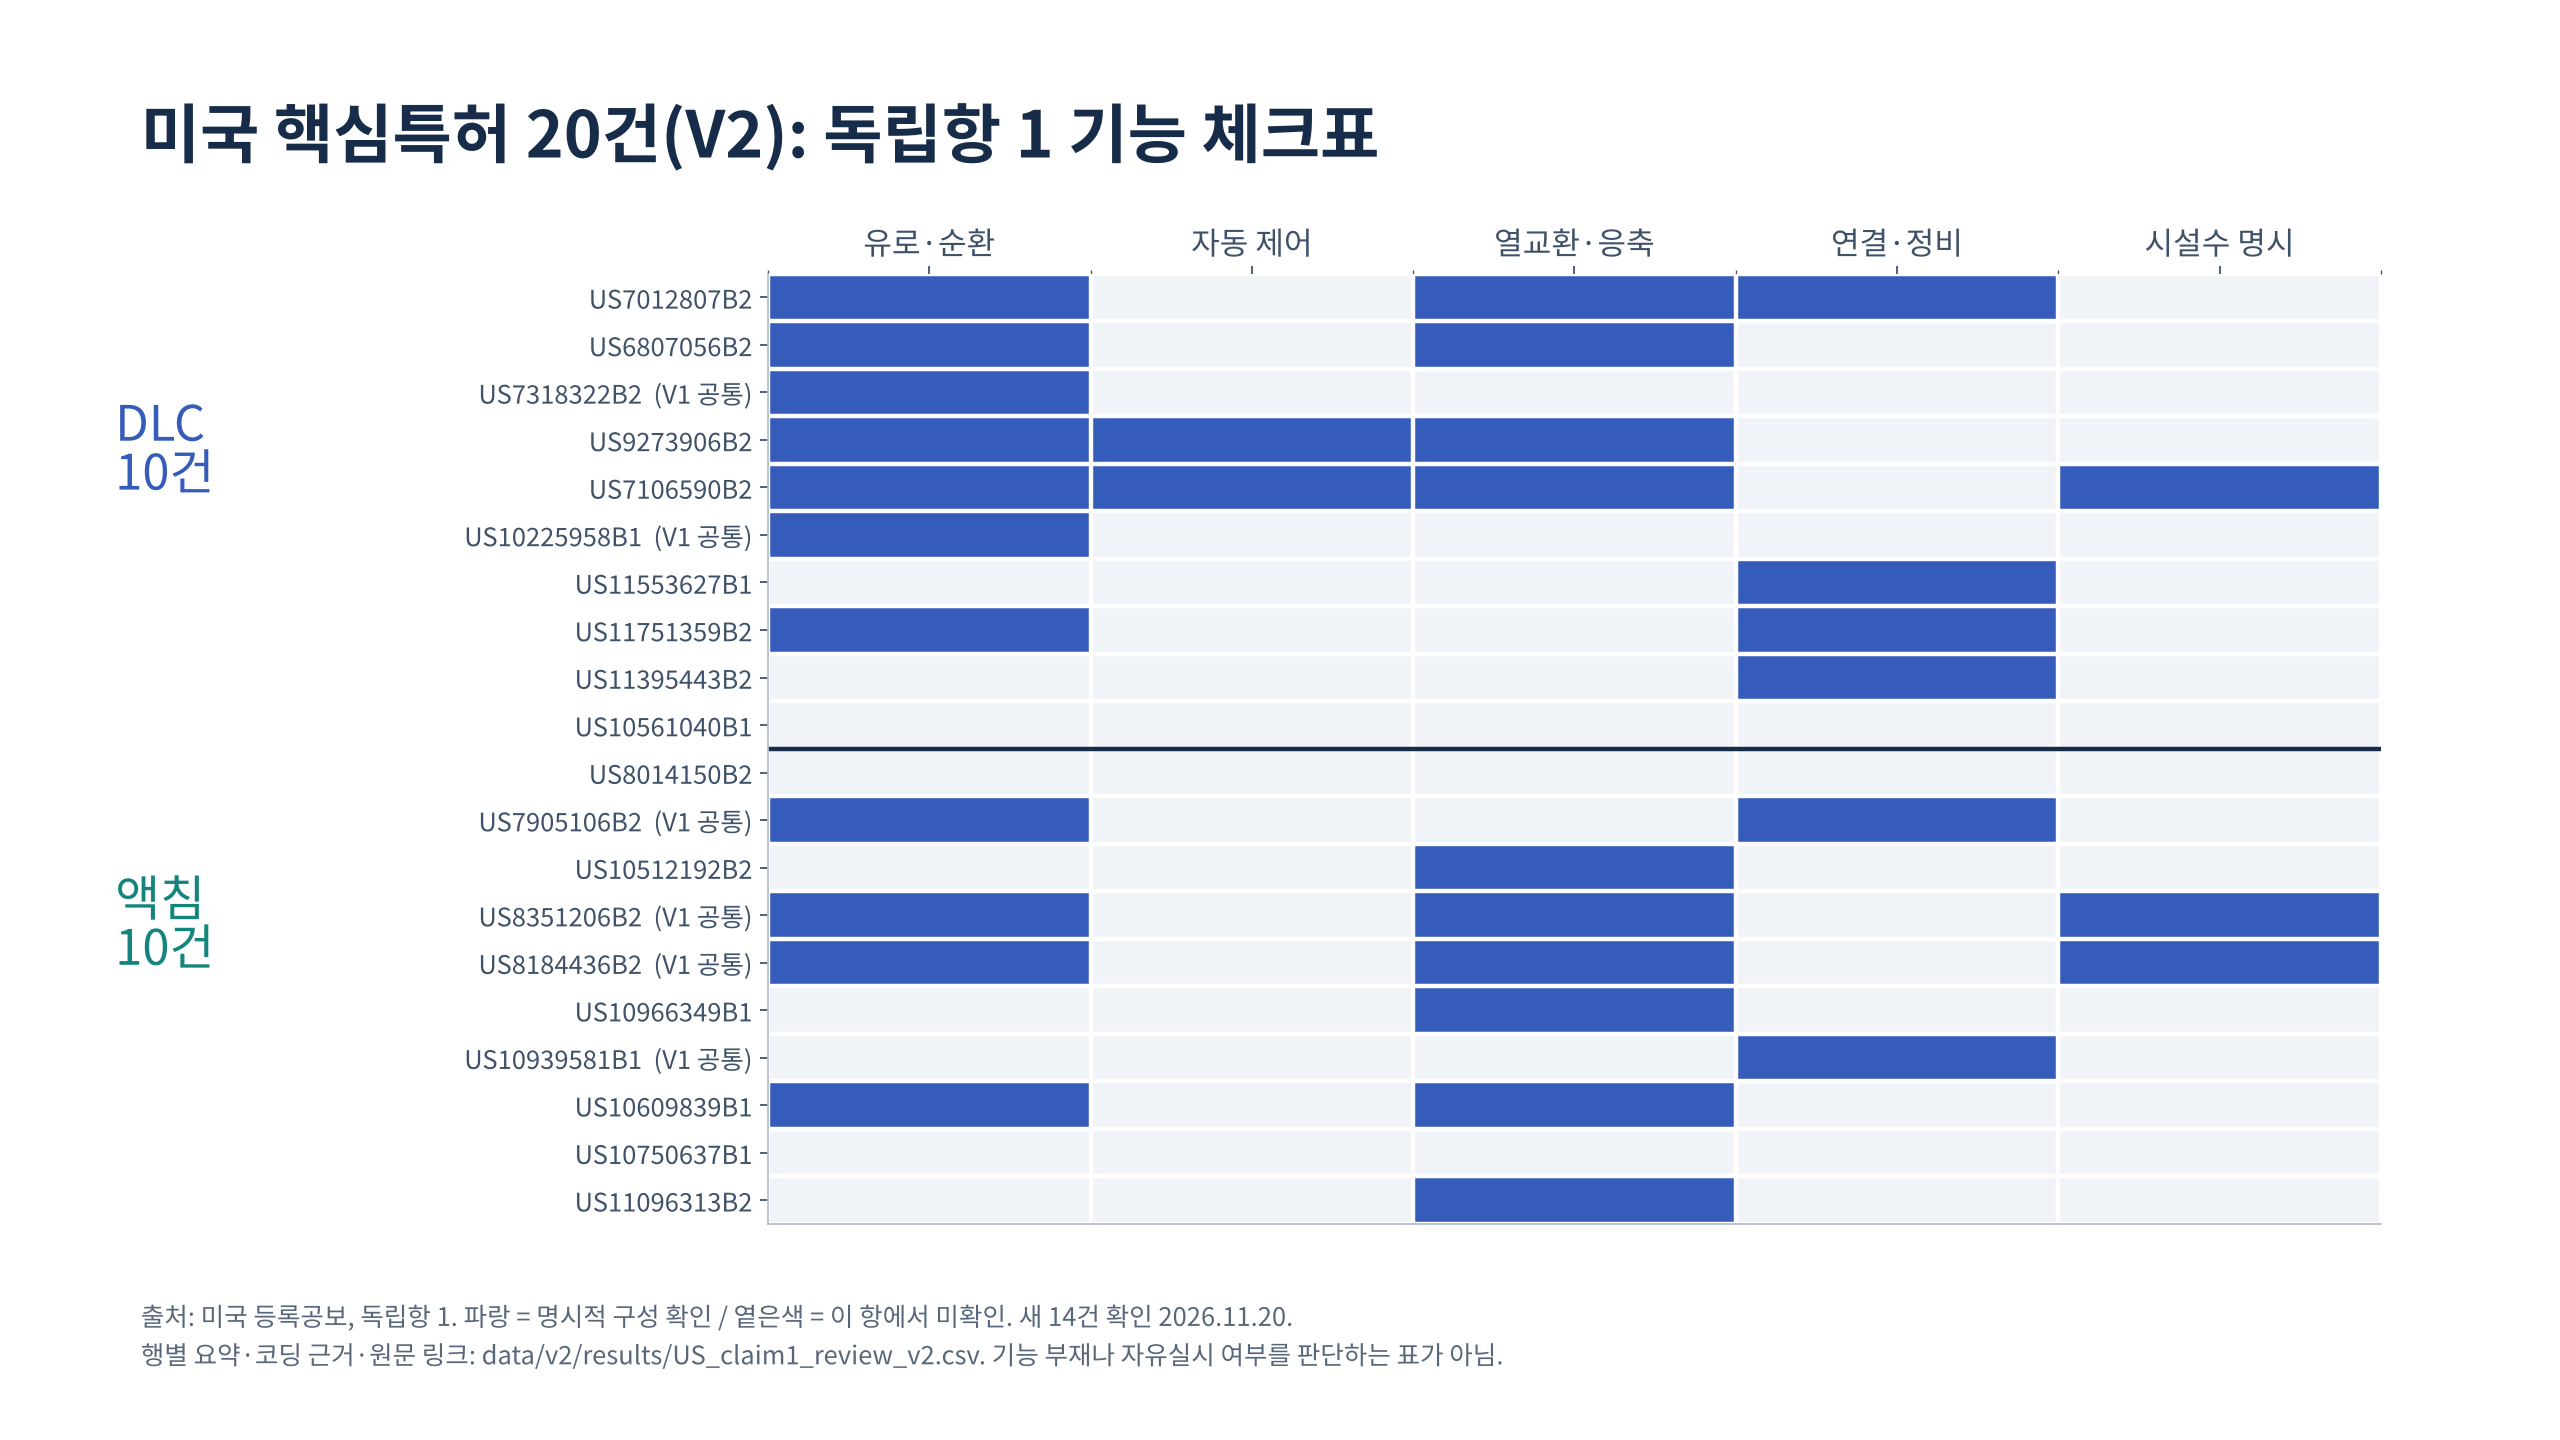 미국 핵심특허 20건(V2): 독립항 1 기능 체크표
유로·순환 자동 제어 열교환·응축 연결·정비 시설수 명시
DLC
10건
US7012807B2
US6807056B2
US7318322B2 (V1 공통)
US9273906B2
US7106590B2
US10225958B1 (V1 공통)
US11553627B1
US11751359B2
US11395443B2
US10561040B1
액침
10건
US8014150B2
US7905106B2 (V1 공통)
US10512192B2
US8351206B2 (V1 공통)
US8184436B2 (V1 공통)
US10966349B1
US10939581B1 (V1 공통)
US10609839B1
US10750637B1
US11096313B2
출처: 미국 등록공보, 독립항 1. 파랑 = 명시적 구성 확인 / 옅은색 = 이 항에서 미확인. 새 14건 확인 2026.11.20.
행별 요약·코딩 근거·원문 링크: data/v2/results/US_claim1_review_v2.csv. 기능 부재나 자유실시 여부를 판단하는 표가 아님.